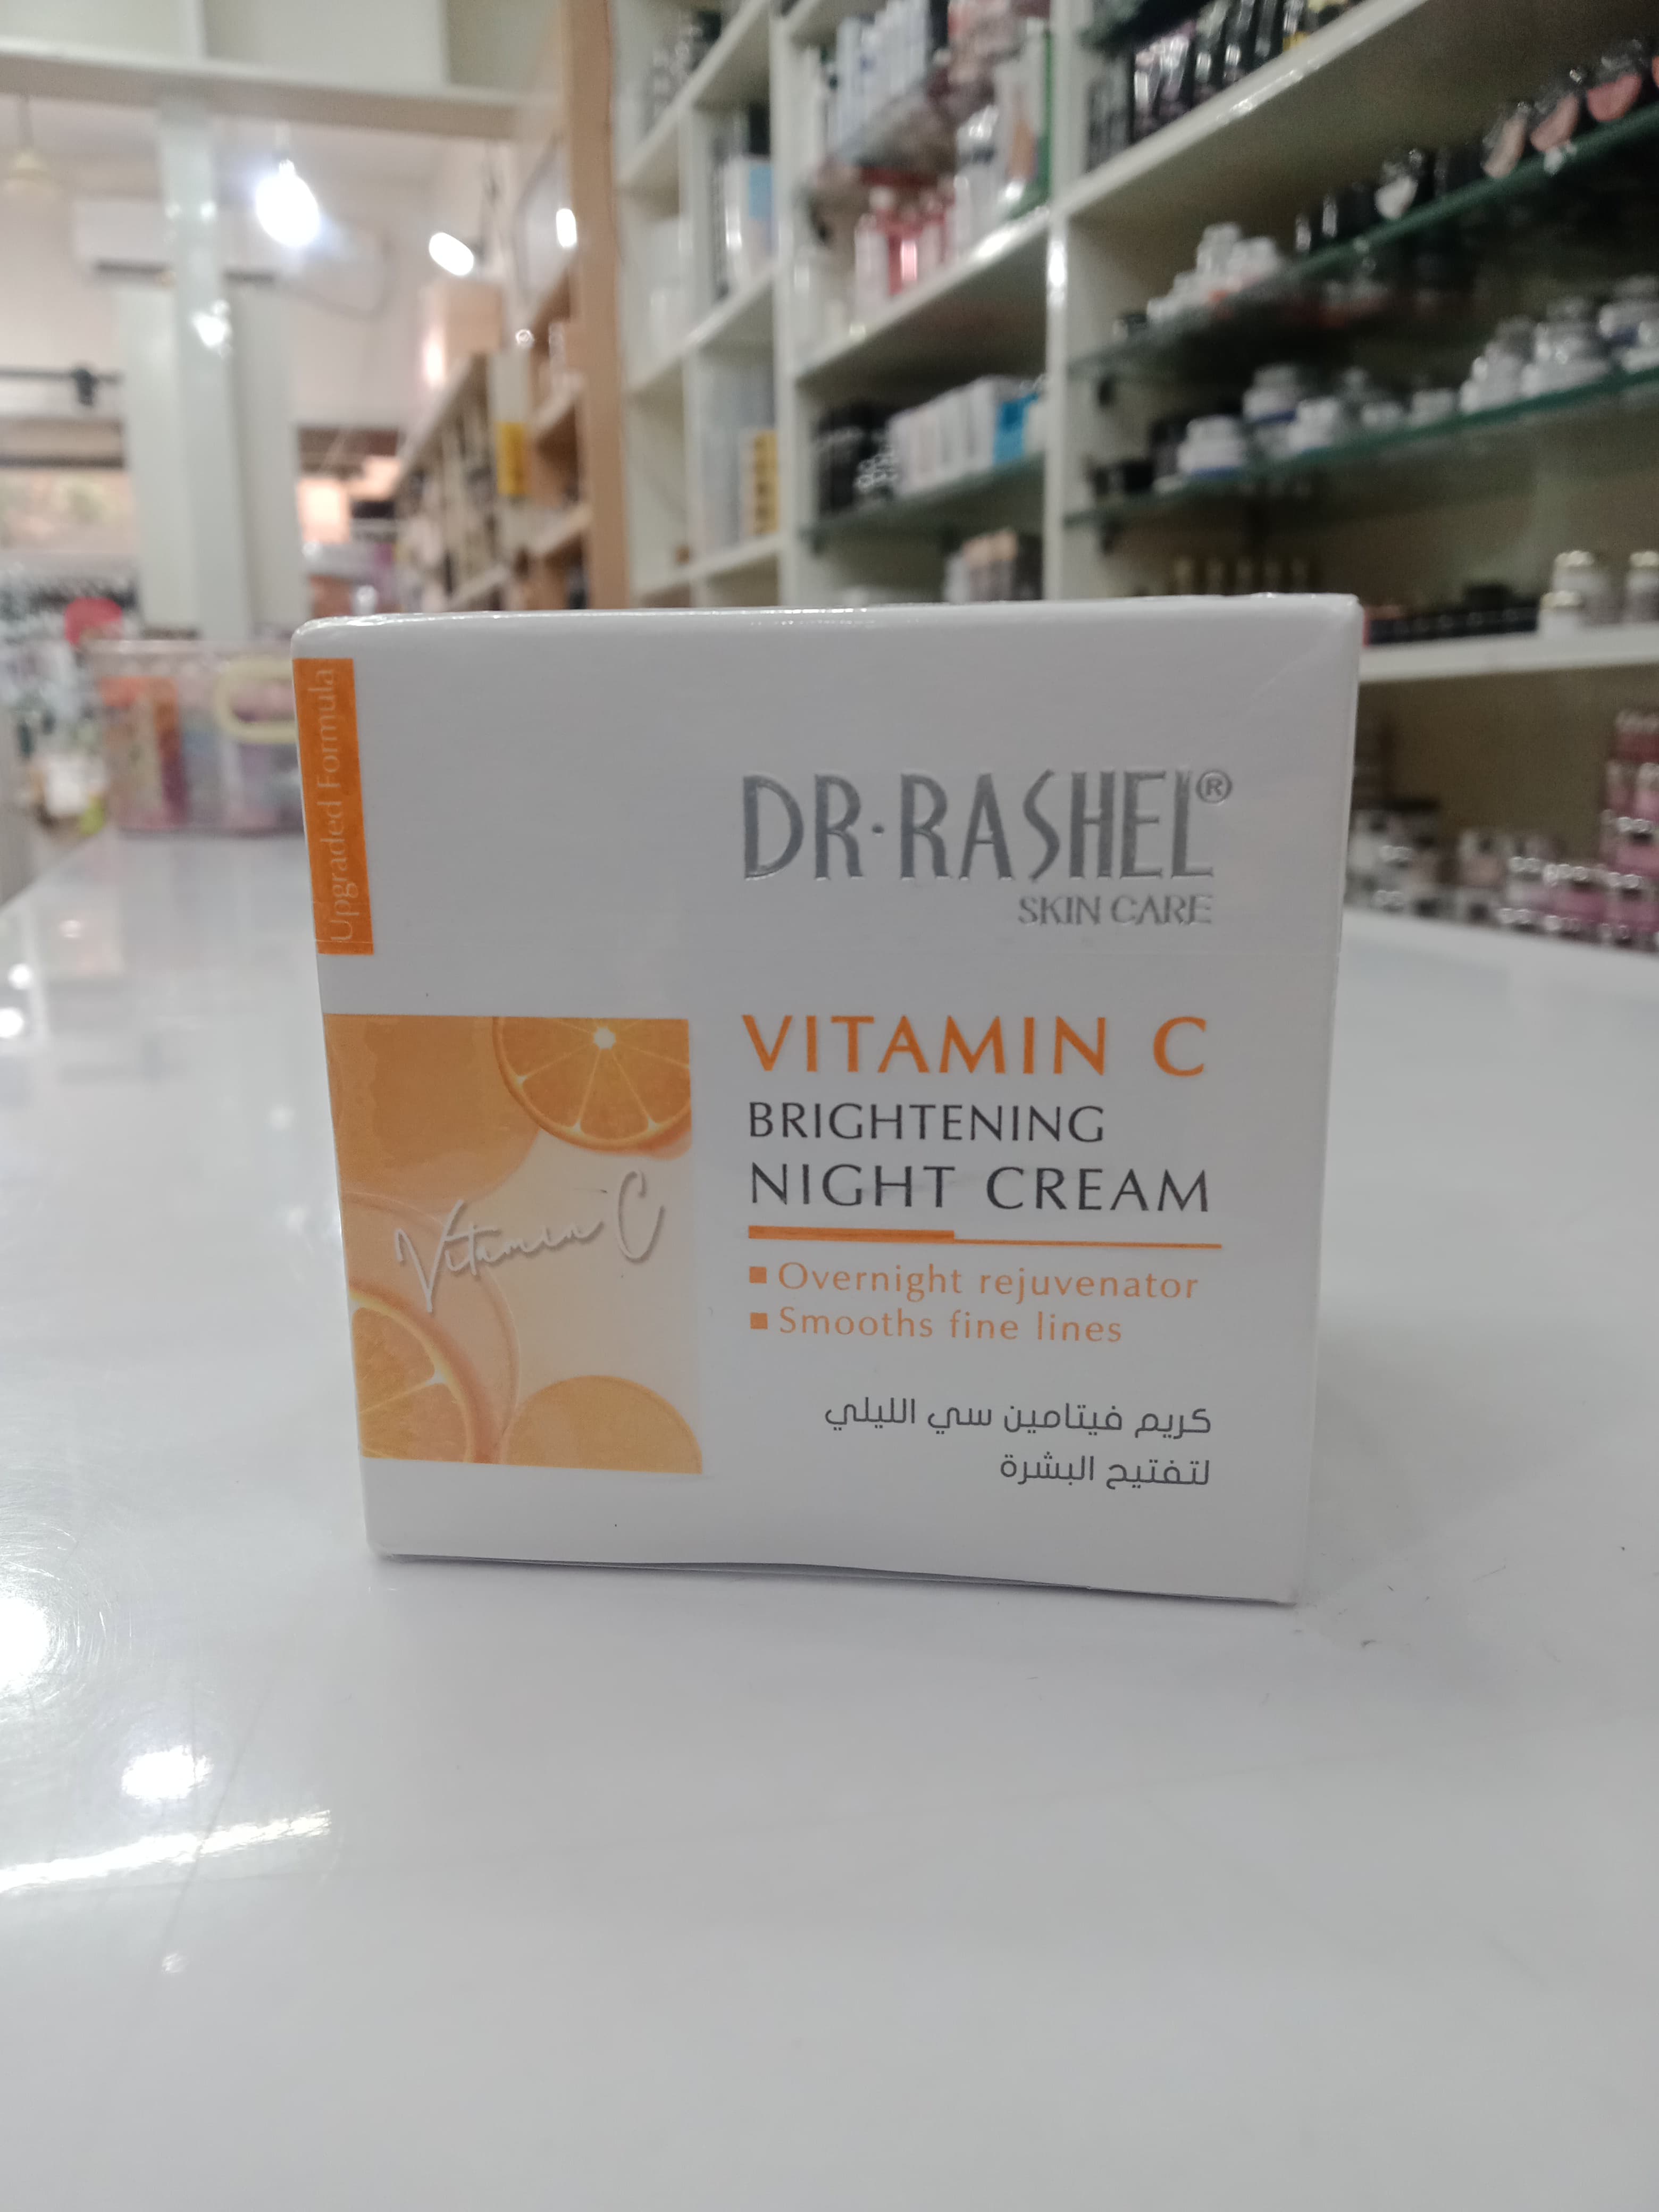 Upgraded Formula
DR·RASHEL®
SKIN CARE
VITAMIN C
BRIGHTENING
NIGHT CREAM
Vitamin C
▪ Overnight rejuvenator
▪ Smooths fine lines
كريم فيتامين سي الليلي
لتفتيح البشرة